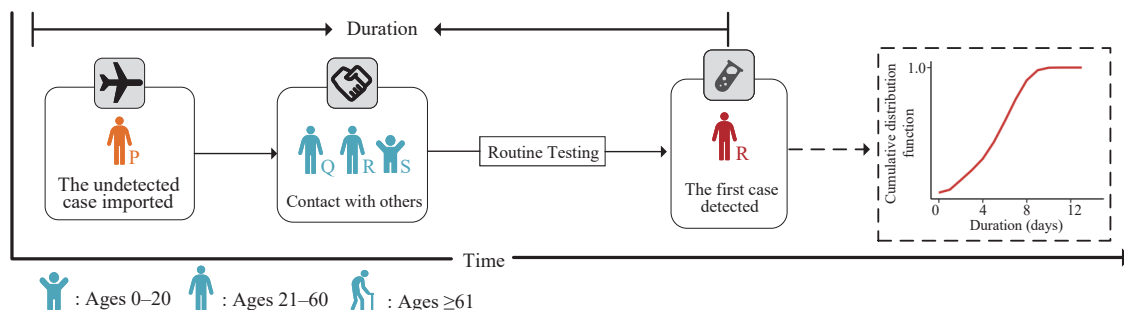 Duration
P
The undetected
case imported
Q
R
S
Contact with others
Routine Testing
R
The first case
detected
Cumulative distribution
function
1.0
0
4
8
12
Duration (days)
Time
: Ages 0–20
: Ages 21–60
: Ages ≥61